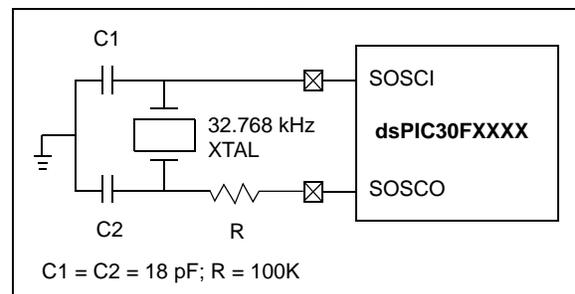 C1
SOSCI
32.768 kHz
XTAL
dsPIC30FXXXX
SOSCO
C2
R
C1 = C2 = 18 pF; R = 100K